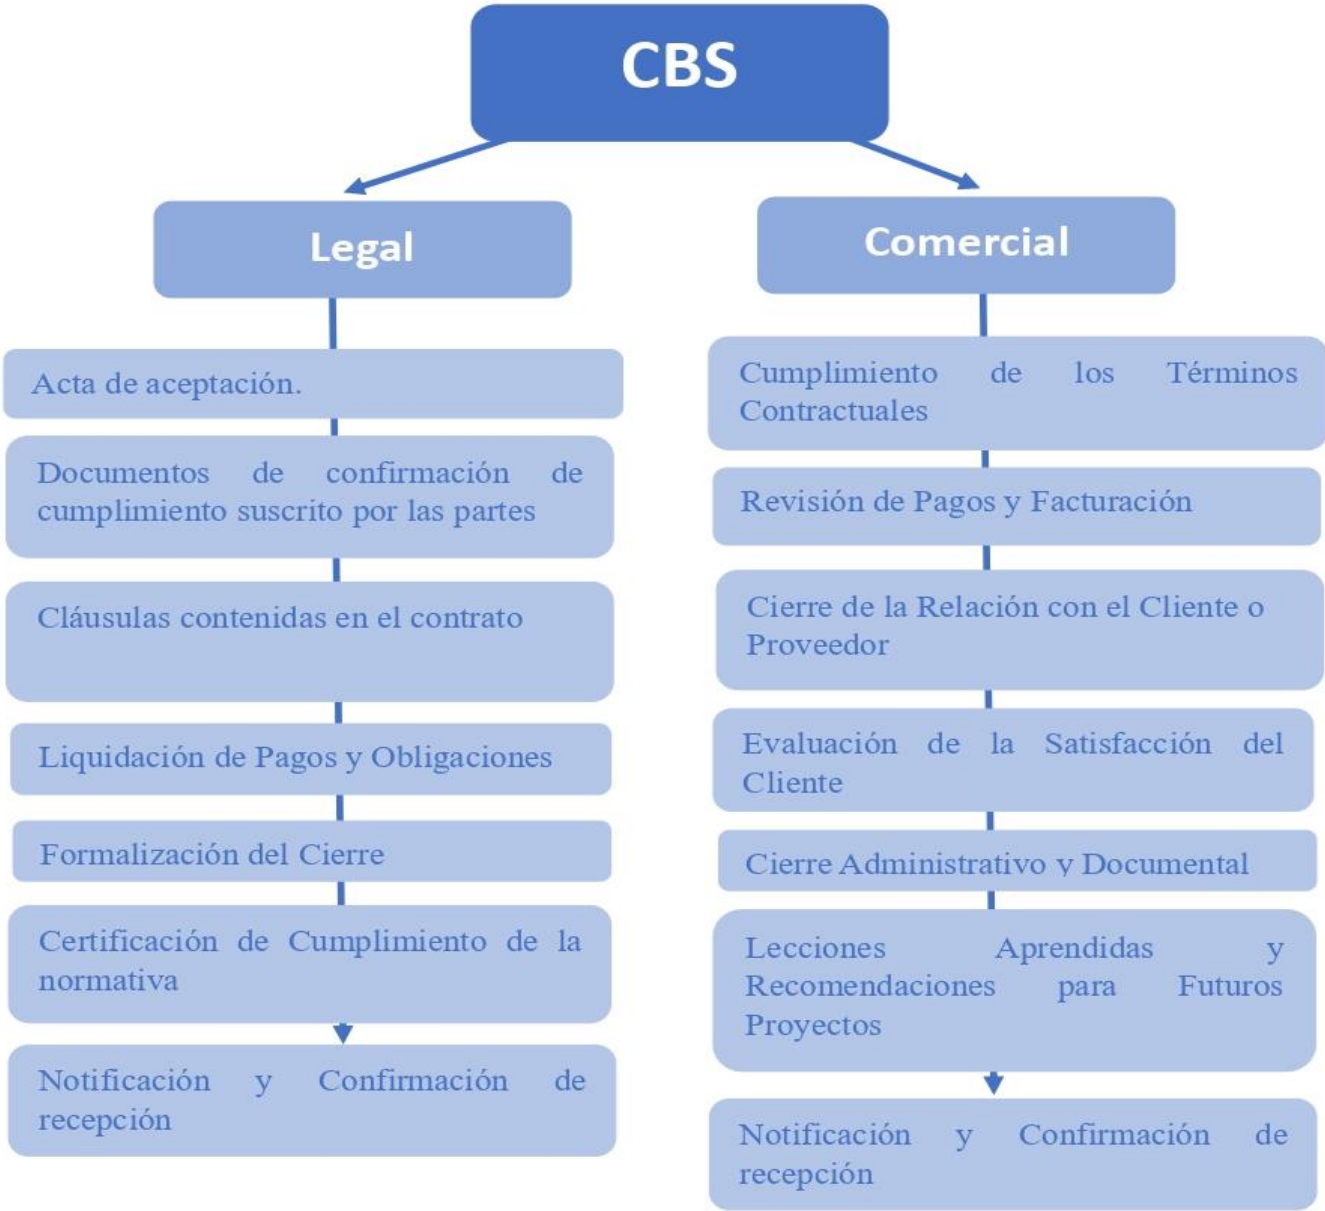 CBS
Legal
Acta de aceptación.
Documentos de confirmación de
cumplimiento suscrito por las partes
Cláusulas contenidas en el contrato
Liquidación de Pagos y Obligaciones
Formalización del Cierre
Certificación de Cumplimiento de la
normativa
Notificación y Confirmación de
recepción
Comercial
Cumplimiento de los Términos
Contractuales
Revisión de Pagos y Facturación
Cierre de la Relación con el Cliente o
Proveedor
Evaluación de la Satisfacción del
Cliente
Cierre Administrativo y Documental
Lecciones Aprendidas y
Recomendaciones para Futuros
Proyectos
Notificación y Confirmación de
recepción